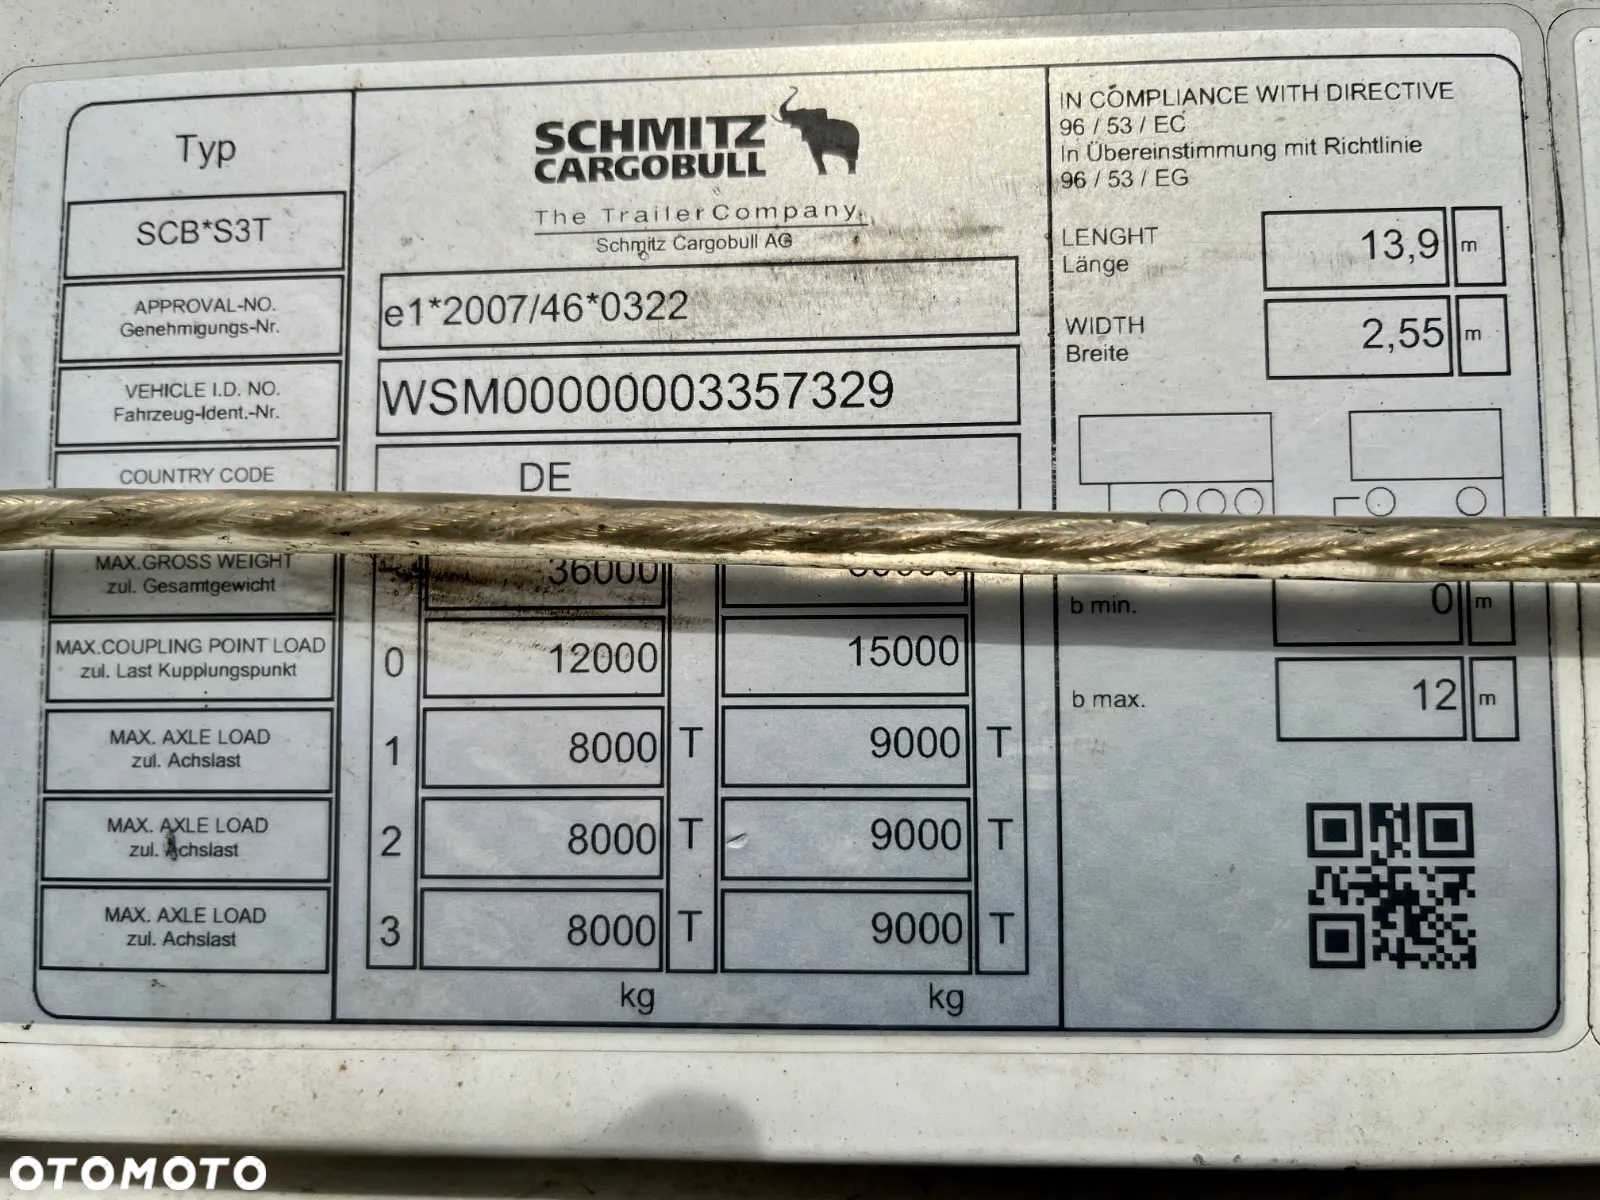 Typ
SCB*S3T
SCHMITZ
CARGOBULL
The Trailer Company.
Schmitz Cargobull AG
IN COMPLIANCE WITH DIRECTIVE
96 / 53 / EC
In Übereinstimmung mit Richtlinie
96 / 53 / EG
APPROVAL-NO.
Genehmigungs-Nr.
e1*2007/46*0322
VEHICLE I.D. NO.
Fahrzeug-Ident.-Nr.
WSM00000003357329
COUNTRY CODE
DE
MAX.GROSS WEIGHT
zul. Gesamtgewicht
36000
MAX.COUPLING POINT LOAD
zul. Last Kupplungspunkt
0 12000 15000
MAX. AXLE LOAD
zul. Achslast
1 8000 T 9000 T
MAX. AXLE LOAD
zul. Achslast
2 8000 T 9000 T
MAX. AXLE LOAD
zul. Achslast
3 8000 T 9000 T
kg kg
LENGHT
Länge
13,9 m
WIDTH
Breite
2,55 m
b min. 0 m
b max. 12 m
OTOMOTO